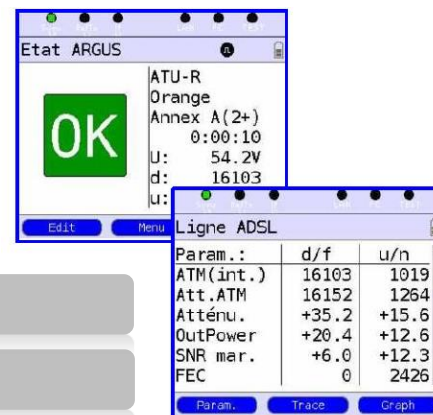 Etat ARGUS
OK
ATU-R
Orange
Annex A(2+)
0:00:10
U: 54.2V
d: 16103
u:
Edit Menu
Ligne ADSL
Param.: d/f u/n
ATM(int.) 16103 1019
Att.ATM 16152 1264
Atténu. +35.2 +15.6
OutPower +20.4 +12.6
SNR mar. +6.0 +12.3
FEC 0 2426
Param. Trace Graph